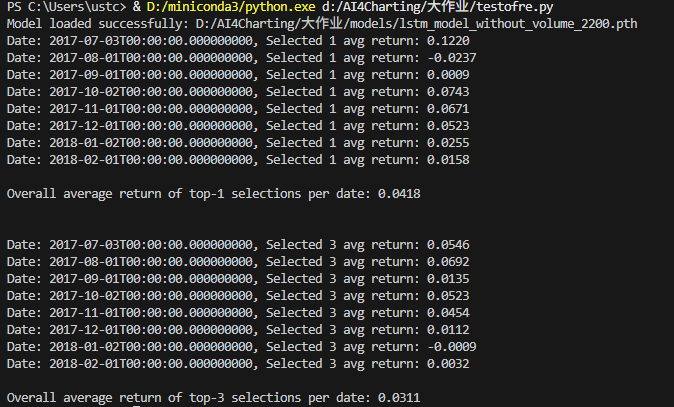 PS C:\Users\ustc> & D:/miniconda3/python.exe d:/AI4Charting/大作业/testofre.py
Model loaded successfully: D:/AI4Charting/大作业/models/lstm_model_without_volume_2200.pth
Date: 2017-07-03T00:00:00.000000000, Selected 1 avg return: 0.1220
Date: 2017-08-01T00:00:00.000000000, Selected 1 avg return: -0.0237
Date: 2017-09-01T00:00:00.000000000, Selected 1 avg return: 0.0009
Date: 2017-10-02T00:00:00.000000000, Selected 1 avg return: 0.0743
Date: 2017-11-01T00:00:00.000000000, Selected 1 avg return: 0.0671
Date: 2017-12-01T00:00:00.000000000, Selected 1 avg return: 0.0523
Date: 2018-01-02T00:00:00.000000000, Selected 1 avg return: 0.0255
Date: 2018-02-01T00:00:00.000000000, Selected 1 avg return: 0.0158
Overall average return of top-1 selections per date: 0.0418
Date: 2017-07-03T00:00:00.000000000, Selected 3 avg return: 0.0546
Date: 2017-08-01T00:00:00.000000000, Selected 3 avg return: 0.0692
Date: 2017-09-01T00:00:00.000000000, Selected 3 avg return: 0.0135
Date: 2017-10-02T00:00:00.000000000, Selected 3 avg return: 0.0523
Date: 2017-11-01T00:00:00.000000000, Selected 3 avg return: 0.0454
Date: 2017-12-01T00:00:00.000000000, Selected 3 avg return: 0.0112
Date: 2018-01-02T00:00:00.000000000, Selected 3 avg return: -0.0009
Date: 2018-02-01T00:00:00.000000000, Selected 3 avg return: 0.0032
Overall average return of top-3 selections per date: 0.0311